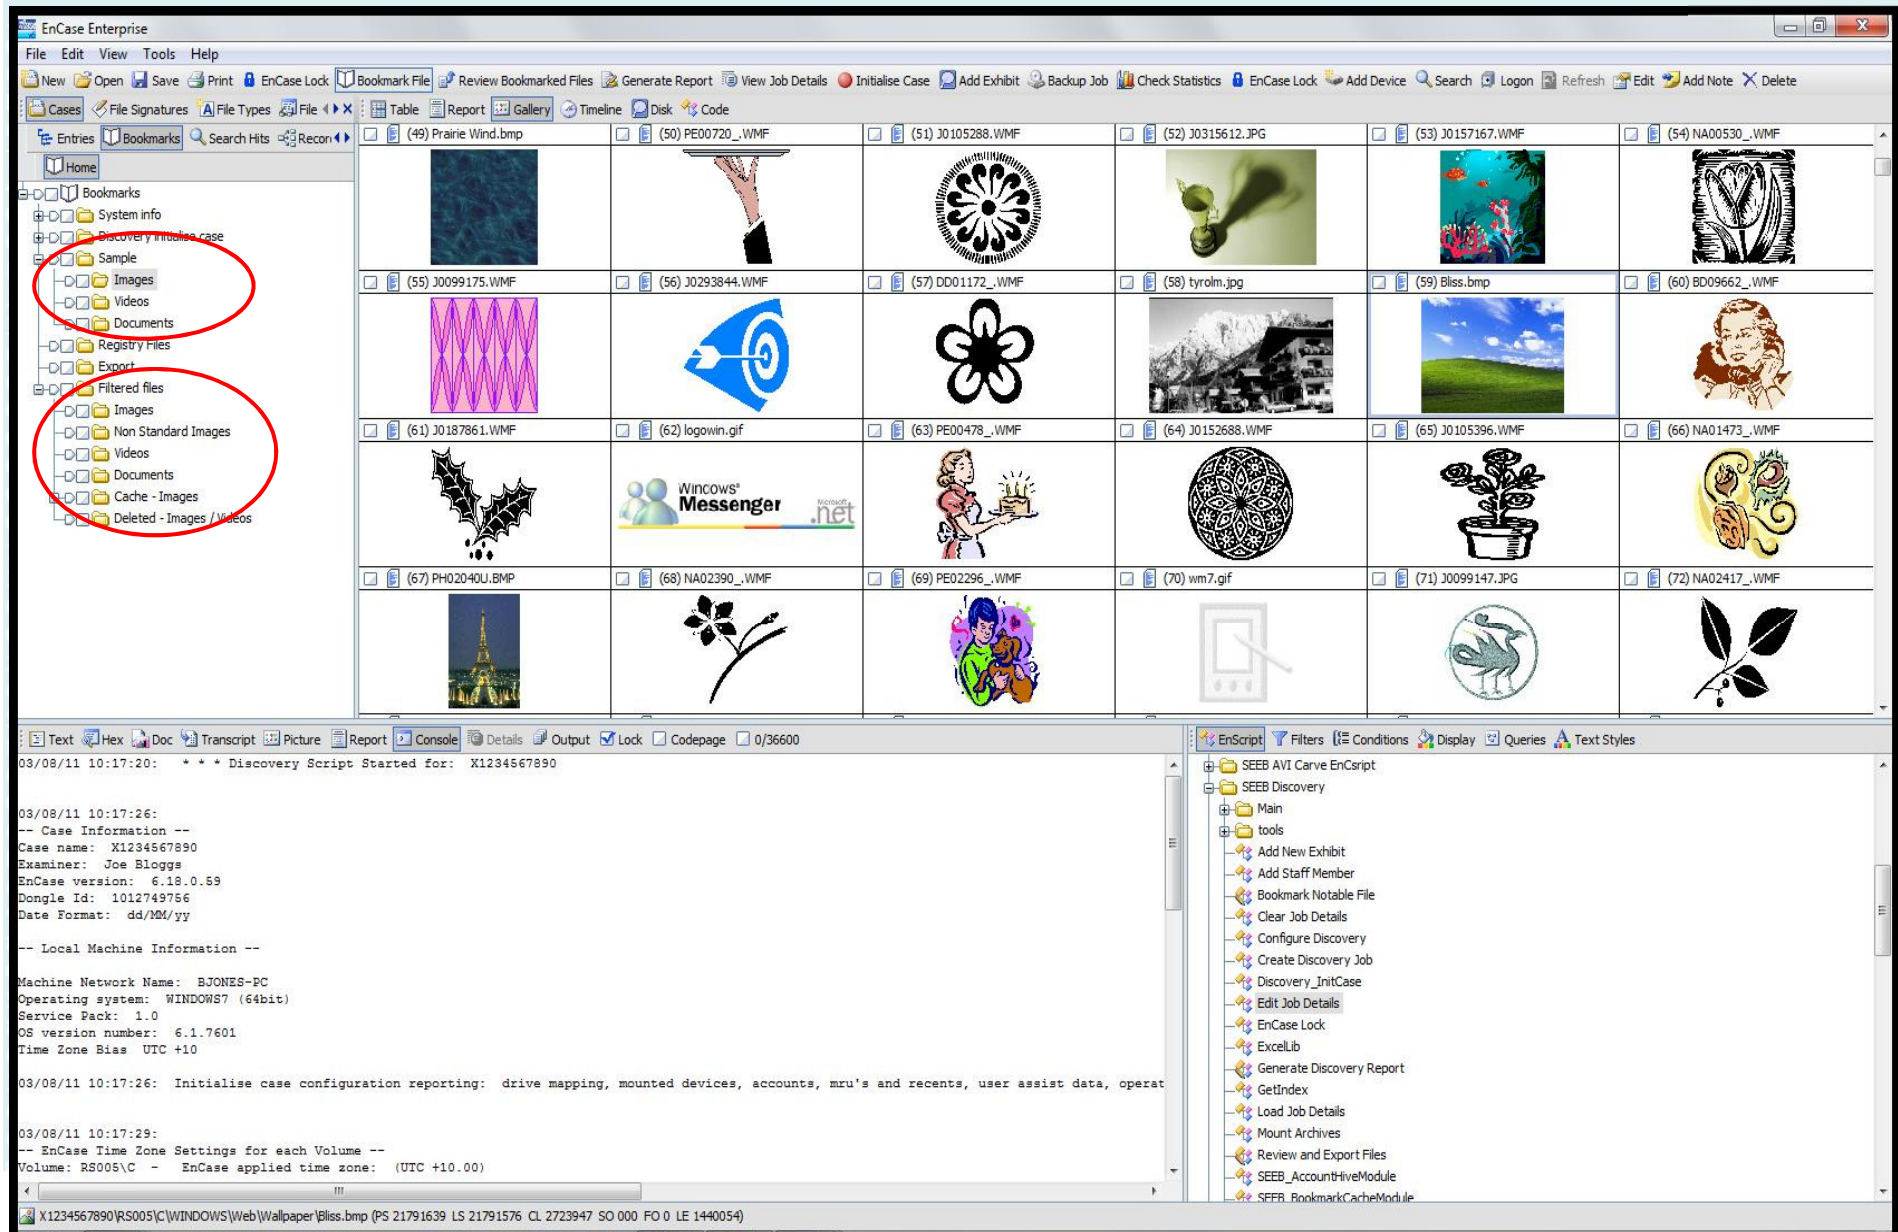 EnCase Enterprise
File Edit View Tools Help
New Open Save Print EnCase Lock Bookmark File Review Bookmarked Files Generate Report View Job Details Initialise Case Add Exhibit Backup Job Check Statistics EnCase Lock Add Device Search Logon Refresh Edit Add Note Delete
Cases File Signatures File Types File
Table Report Gallery Timeline Disk Code
Entries Bookmarks Search Hits Recor
Home
Bookmarks
System info
Discovery initialise case
Sample
Images
Videos
Documents
Registry Files
Export
Filtered files
Images
Non Standard Images
Videos
Documents
Cache - Images
Deleted - Images / Videos
(49) Prairie Wind.bmp (50) PE00720_.WMF (51) J0105288.WMF (52) J0315612.JPG (53) J0157167.WMF (54) NA00530_.WMF
(55) J0099175.WMF (56) J0293844.WMF (57) DD01172_.WMF (58) tyrolm.jpg (59) Bliss.bmp (60) BD09662_.WMF
(61) J0187861.WMF (62) logowin.gif (63) PE00478_.WMF (64) J0152688.WMF (65) J0105396.WMF (66) NA01473_.WMF
Windows®
Messenger
Microsoft
.net
(67) PH02040U.BMP (68) NA02390_.WMF (69) PE02296_.WMF (70) wm7.gif (71) J0099147.JPG (72) NA02417_.WMF
Text Hex Doc Transcript Picture Report Console Details Output Lock Codepage 0/36600
03/08/11 10:17:20: * * * Discovery Script Started for: X1234567890
03/08/11 10:17:26:
-- Case Information --
Case name: X1234567890
Examiner: Joe Bloggs
EnCase version: 6.18.0.59
Dongle Id: 1012749756
Date Format: dd/MM/yy
-- Local Machine Information --
Machine Network Name: BJONES-PC
Operating system: WINDOWS7 (64bit)
Service Pack: 1.0
OS version number: 6.1.7601
Time Zone Bias UTC +10
03/08/11 10:17:26: Initialise case configuration reporting: drive mapping, mounted devices, accounts, mru's and recents, user assist data, operat
03/08/11 10:17:29:
-- EnCase Time Zone Settings for each Volume --
Volume: RS005\C - EnCase applied time zone: (UTC +10.00)
EnScript Filters Conditions Display Queries Text Styles
SEEB AVI Carve EnCsript
SEEB Discovery
Main
tools
Add New Exhibit
Add Staff Member
Bookmark Notable File
Clear Job Details
Configure Discovery
Create Discovery Job
Discovery_InitCase
Edit Job Details
EnCase Lock
ExcelLib
Generate Discovery Report
GetIndex
Load Job Details
Mount Archives
Review and Export Files
SEEB_AccountHiveModule
SEEB_BookmarkCacheModule
X1234567890\RS005\C\WINDOWS\Web\Wallpaper\Bliss.bmp (PS 21791639 LS 21791576 CL 2723947 SO 000 FO 0 LE 1440054)